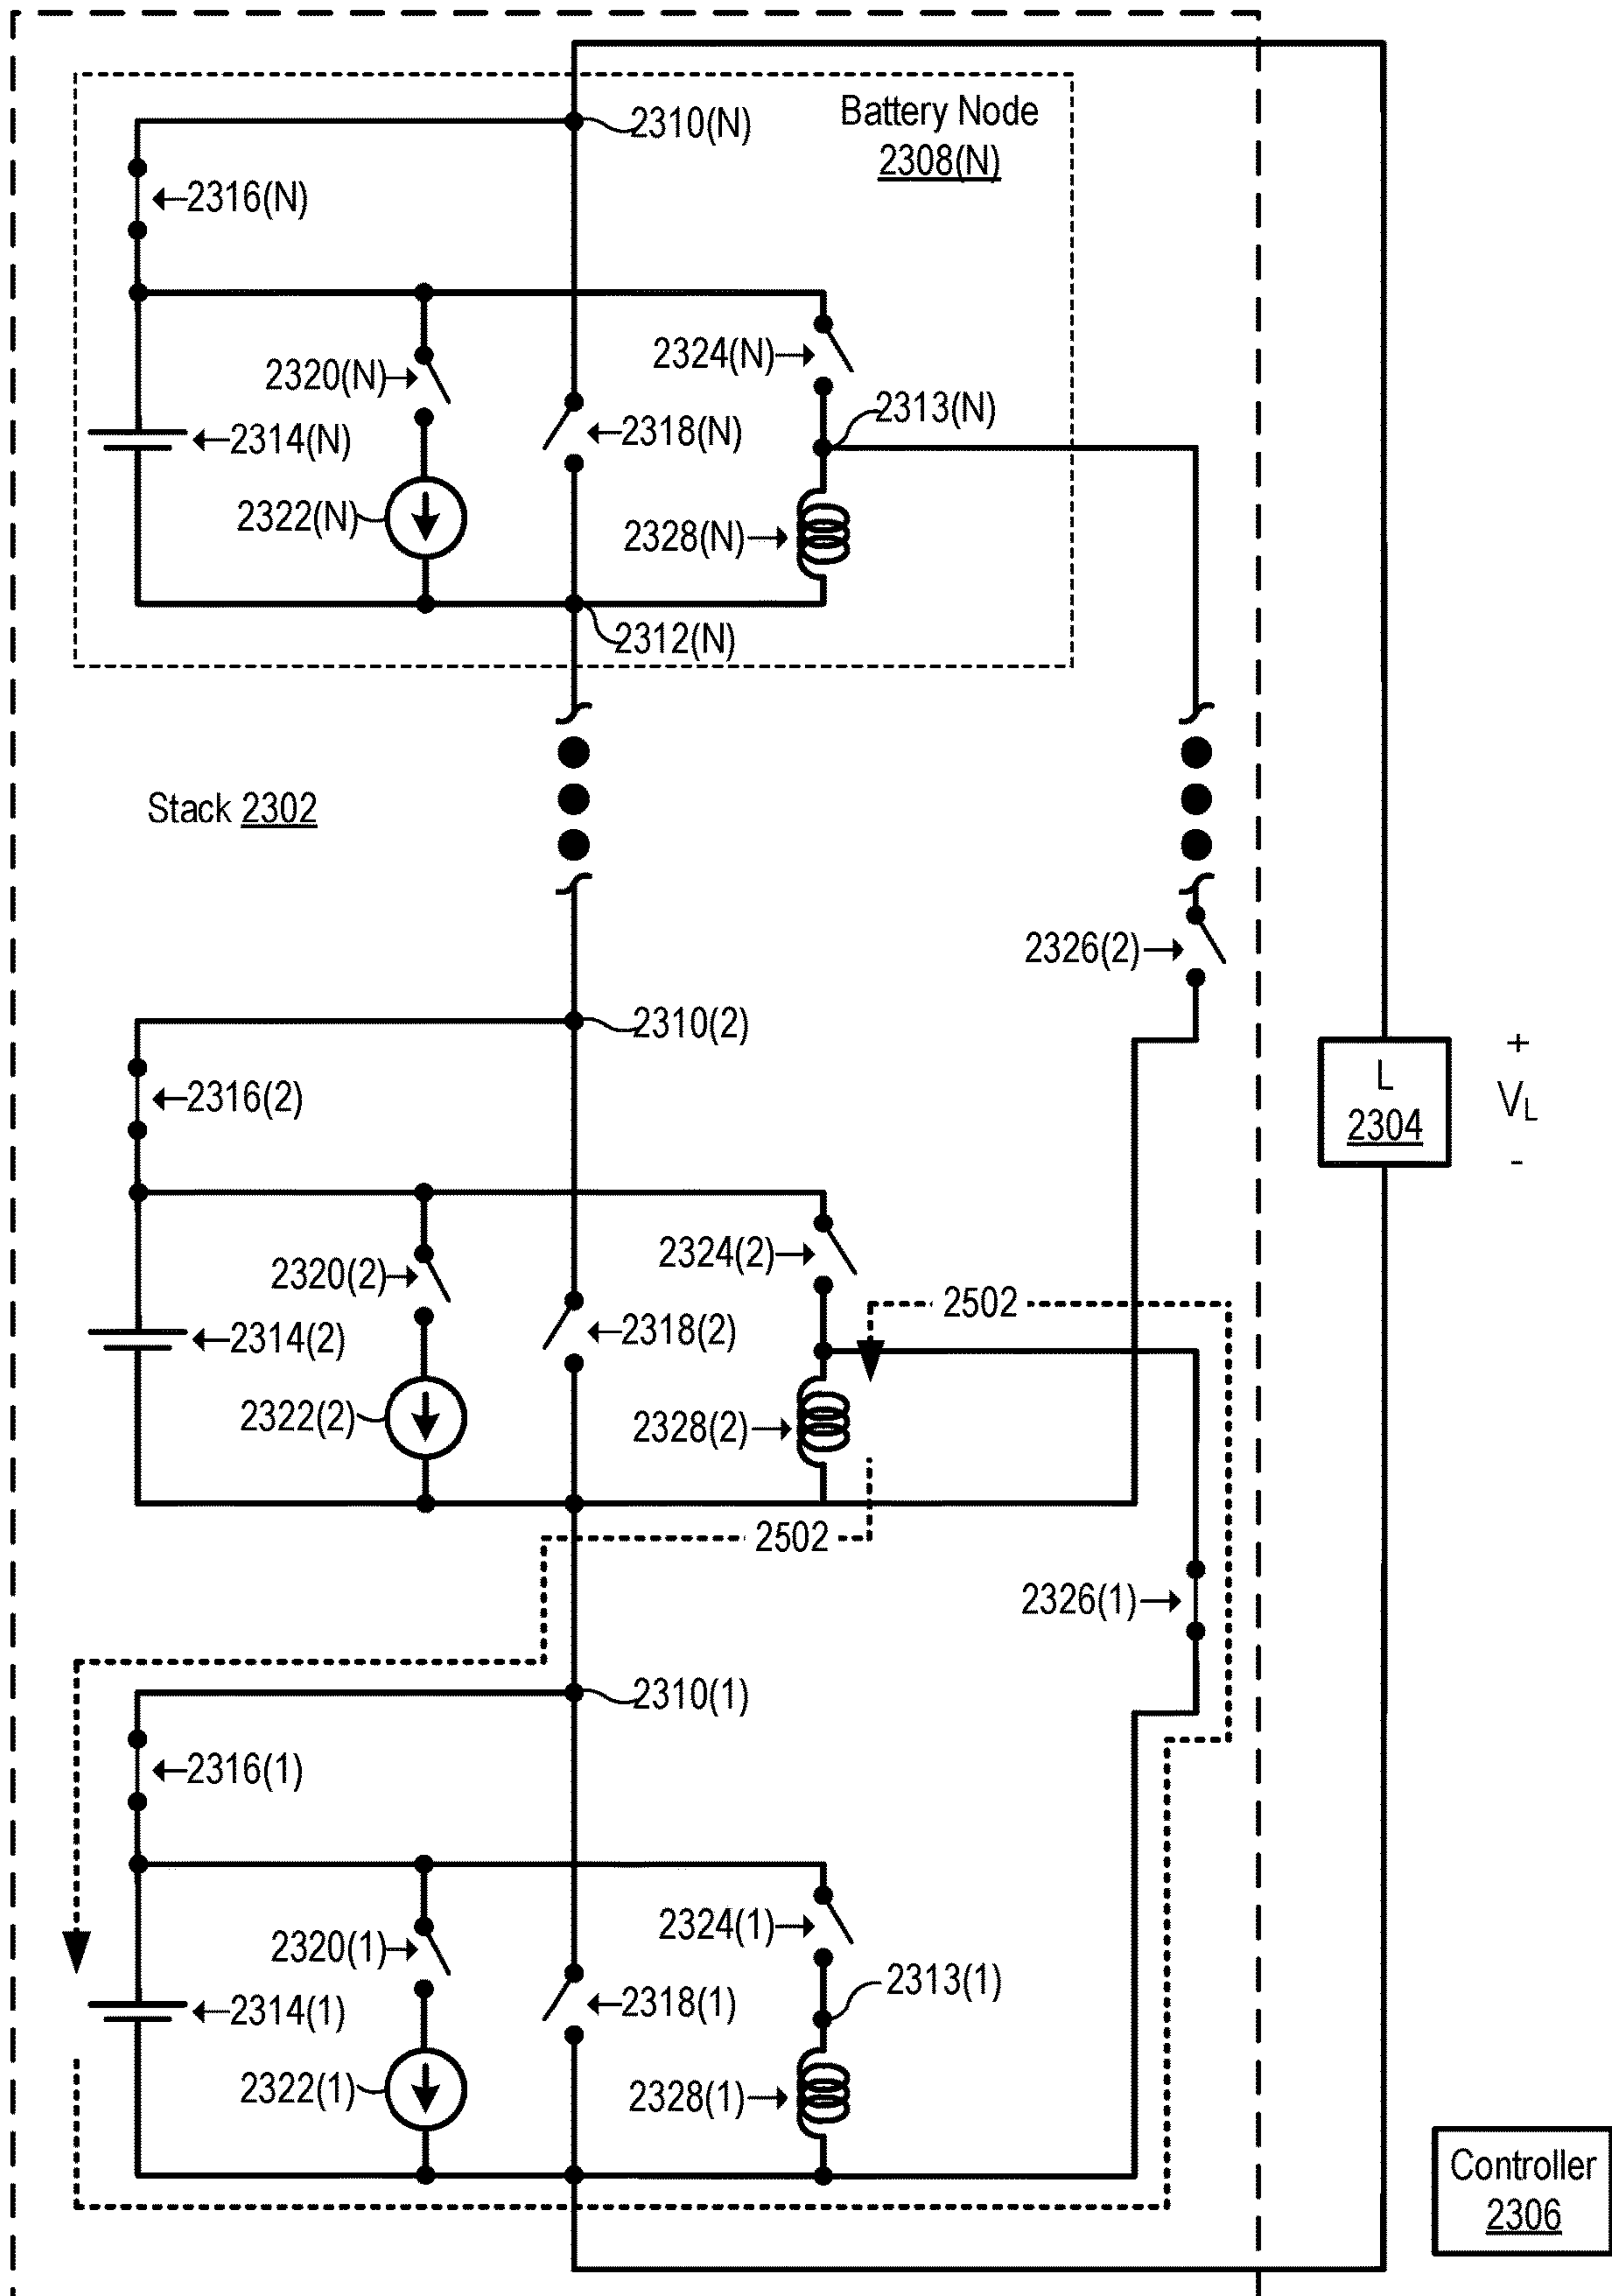 Battery Node
2308(N)
2310(N)
2316(N)
2324(N)
2320(N)
2313(N)
2314(N)
2318(N)
2322(N)
2328(N)
2312(N)
Stack 2302
2326(2)
2310(2)
L
2304
+
VL
-
2316(2)
2324(2)
2320(2)
2502
2314(2)
2318(2)
2322(2)
2328(2)
2502
2326(1)
2310(1)
2316(1)
2324(1)
2320(1)
2313(1)
2314(1)
2318(1)
2322(1)
2328(1)
Controller
2306